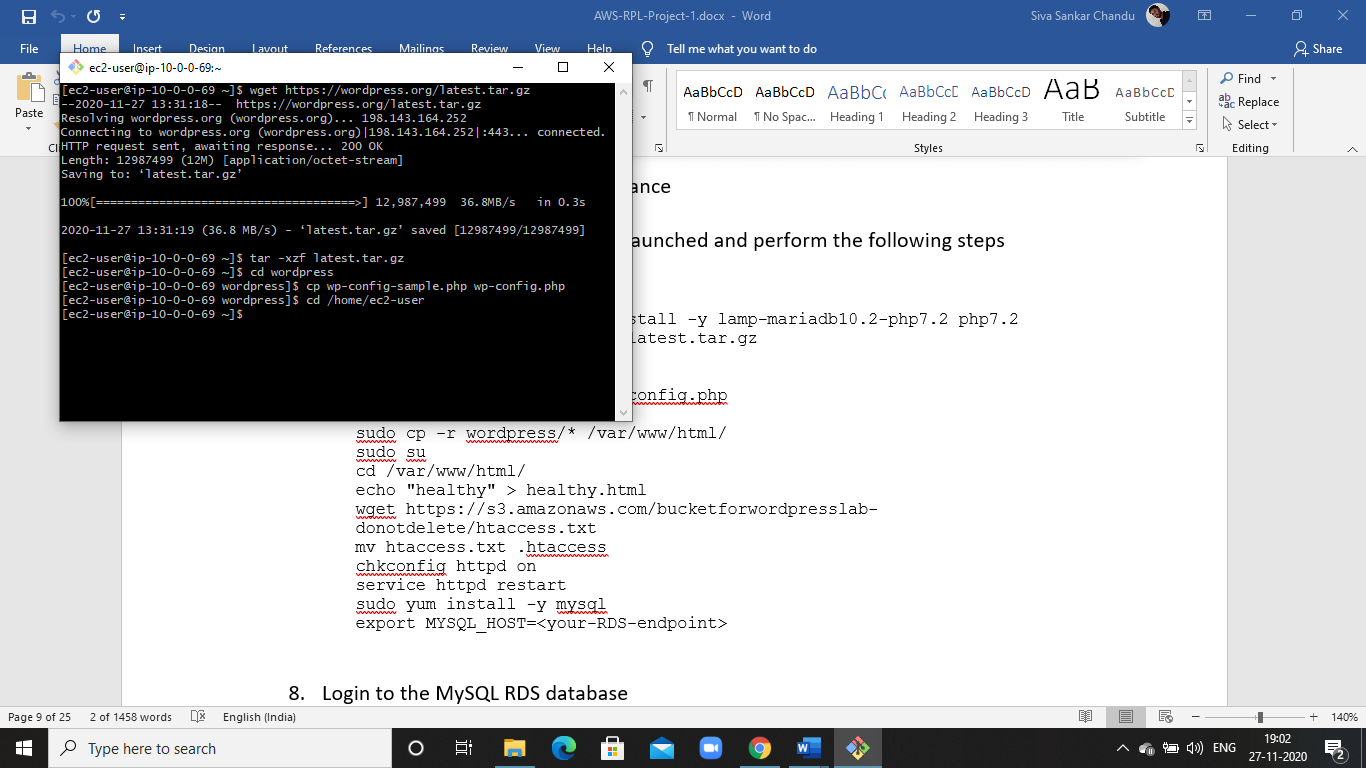 AWS-RPL-Project-1.docx - Word
Siva Sankar Chandu
File Home Insert Design Layout References Mailings Review View Help Tell me what you want to do Share
ec2-user@ip-10-0-0-69:~
[ec2-user@ip-10-0-0-69 ~]$ wget https://wordpress.org/latest.tar.gz
--2020-11-27 13:31:18-- https://wordpress.org/latest.tar.gz
Resolving wordpress.org (wordpress.org)... 198.143.164.252
Connecting to wordpress.org (wordpress.org)|198.143.164.252|:443... connected.
HTTP request sent, awaiting response... 200 OK
Length: 12987499 (12M) [application/octet-stream]
Saving to: ‘latest.tar.gz’
100%[=====================================>] 12,987,499 36.8MB/s in 0.3s
2020-11-27 13:31:19 (36.8 MB/s) - ‘latest.tar.gz’ saved [12987499/12987499]
[ec2-user@ip-10-0-0-69 ~]$ tar -xzf latest.tar.gz
[ec2-user@ip-10-0-0-69 ~]$ cd wordpress
[ec2-user@ip-10-0-0-69 wordpress]$ cp wp-config-sample.php wp-config.php
[ec2-user@ip-10-0-0-69 wordpress]$ cd /home/ec2-user
[ec2-user@ip-10-0-0-69 ~]$
Paste
AaBbCcD AaBbCcD AaBbCc AaBbCcD AaBbCcD AaB AaBbCcD
¶ Normal ¶ No Spac... Heading 1 Heading 2 Heading 3 Title Subtitle
Styles
Find
Replace
Select
Editing
ance
aunched and perform the following steps
stall -y lamp-mariadb10.2-php7.2 php7.2
latest.tar.gz
config.php
sudo cp -r wordpress/* /var/www/html/
sudo su
cd /var/www/html/
echo "healthy" > healthy.html
wget https://s3.amazonaws.com/bucketforwordpresslab-
donotdelete/htaccess.txt
mv htaccess.txt .htaccess
chkconfig httpd on
service httpd restart
sudo yum install -y mysql
export MYSQL_HOST=<your-RDS-endpoint>
8. Login to the MySQL RDS database
Page 9 of 25 2 of 1458 words English (India) 140%
Type here to search
ENG
19:02
27-11-2020
2